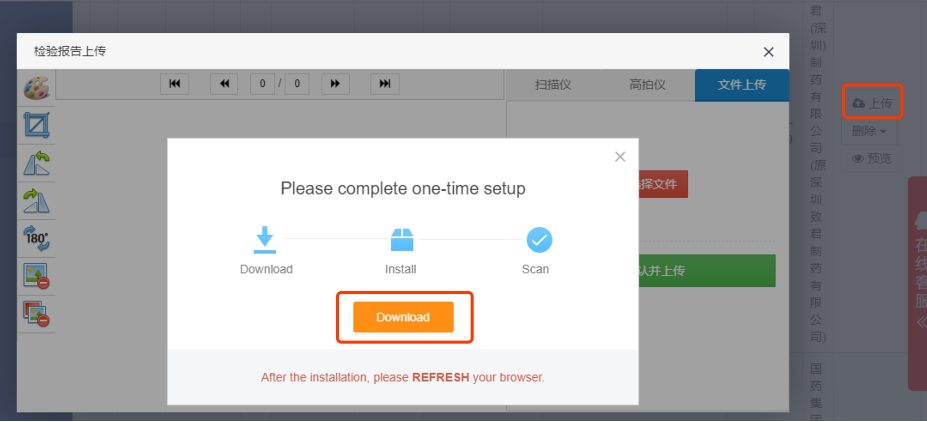 检验报告上传
0 / 0
扫描仪
高拍仪
文件上传
Please complete one-time setup
Download
Install
Scan
Download
After the installation, please REFRESH your browser.
择文件
认并上传
180°
君
(深
圳)
制
药
有
限
公
司
(原
深
圳
致
君
制
药
有
限
公
司)
国
药
集
团
上传
删除
预览
在
线
客
服